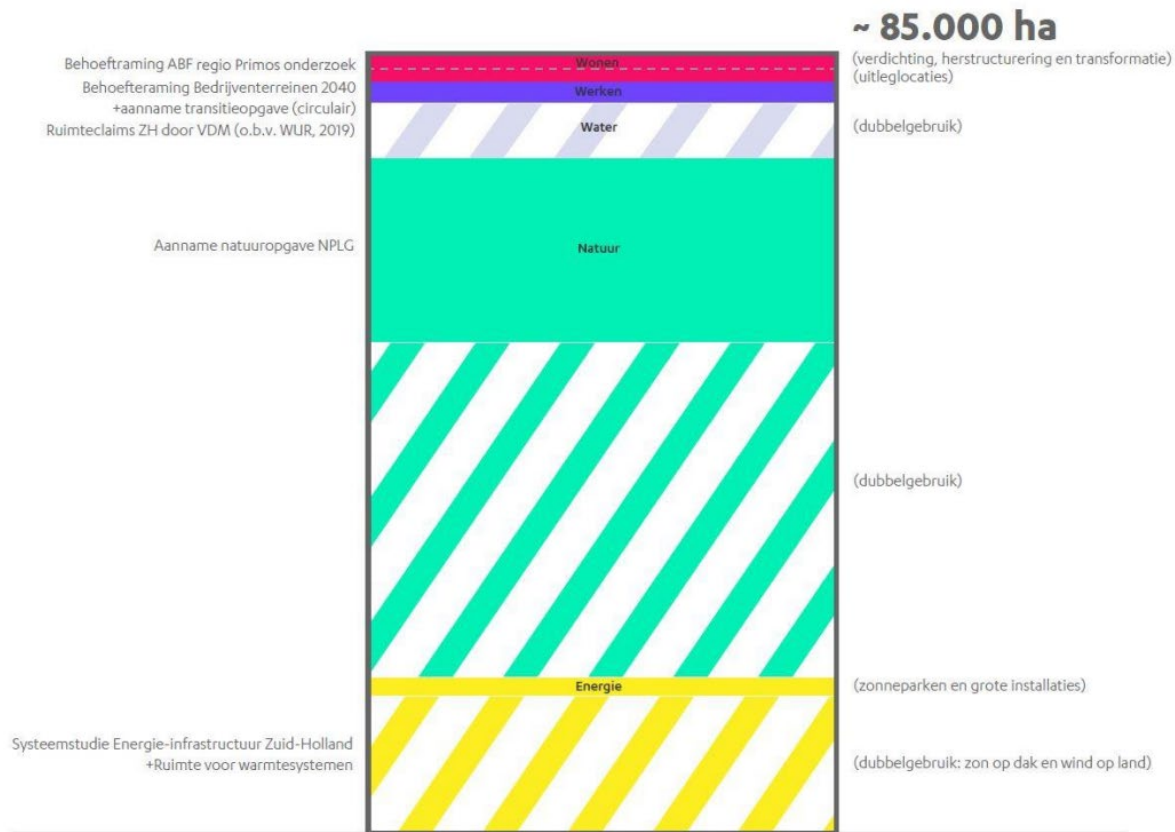 ~ 85.000 ha
Behoeftraming ABF regio Primos onderzoek
Wonen
(verdichting, herstructurering en transformatie)
(uitleglocaties)
Behoefteraming Bedrijventerreinen 2040
+aanname transitieopgave (circulair)
Werken
Ruimteclaims ZH door VDM (o.b.v. WUR, 2019)
Water
(dubbelgebruik)
Aanname natuuropgave NPLG
Natuur
(dubbelgebruik)
Energie
(zonneparken en grote installaties)
Systeemstudie Energie-infrastructuur Zuid-Holland
+Ruimte voor warmtesystemen
(dubbelgebruik: zon op dak en wind op land)